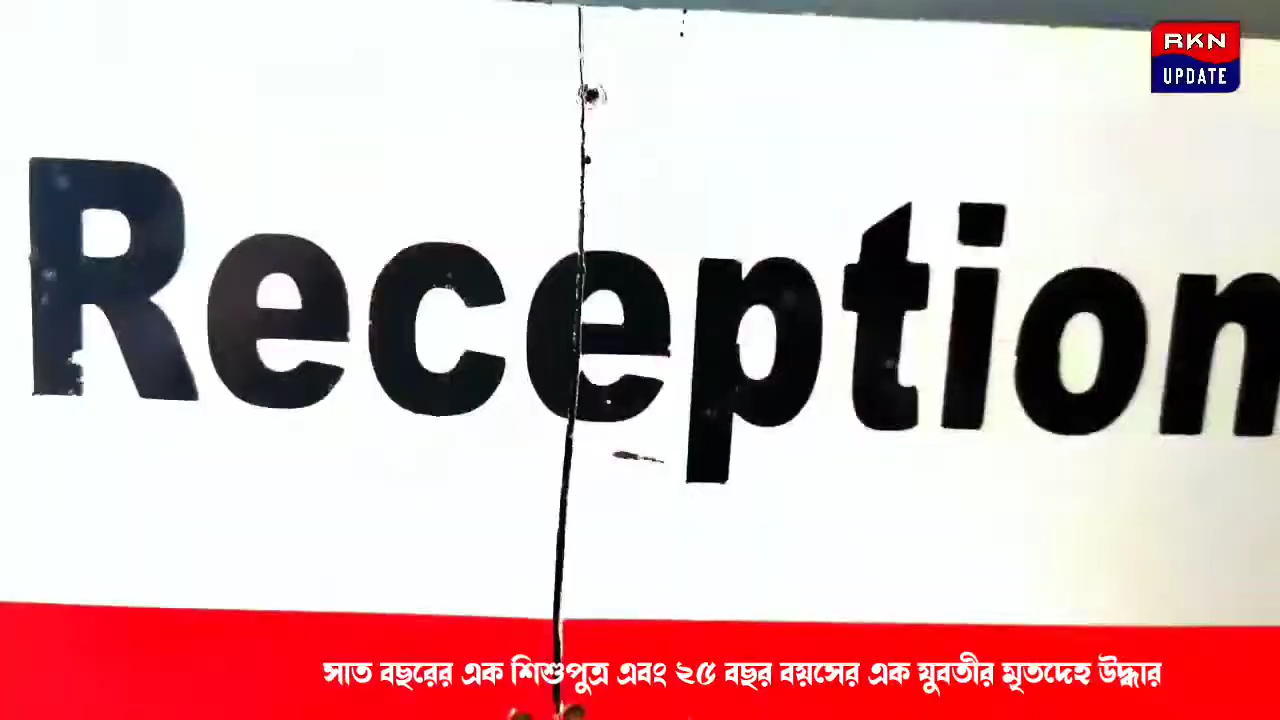 RKN
UPDATE
Reception
সাত বছরের এক শিশুপুত্র এবং ২৫ বছর বয়সের এক যুবতীর মৃতদেহ উদ্ধার